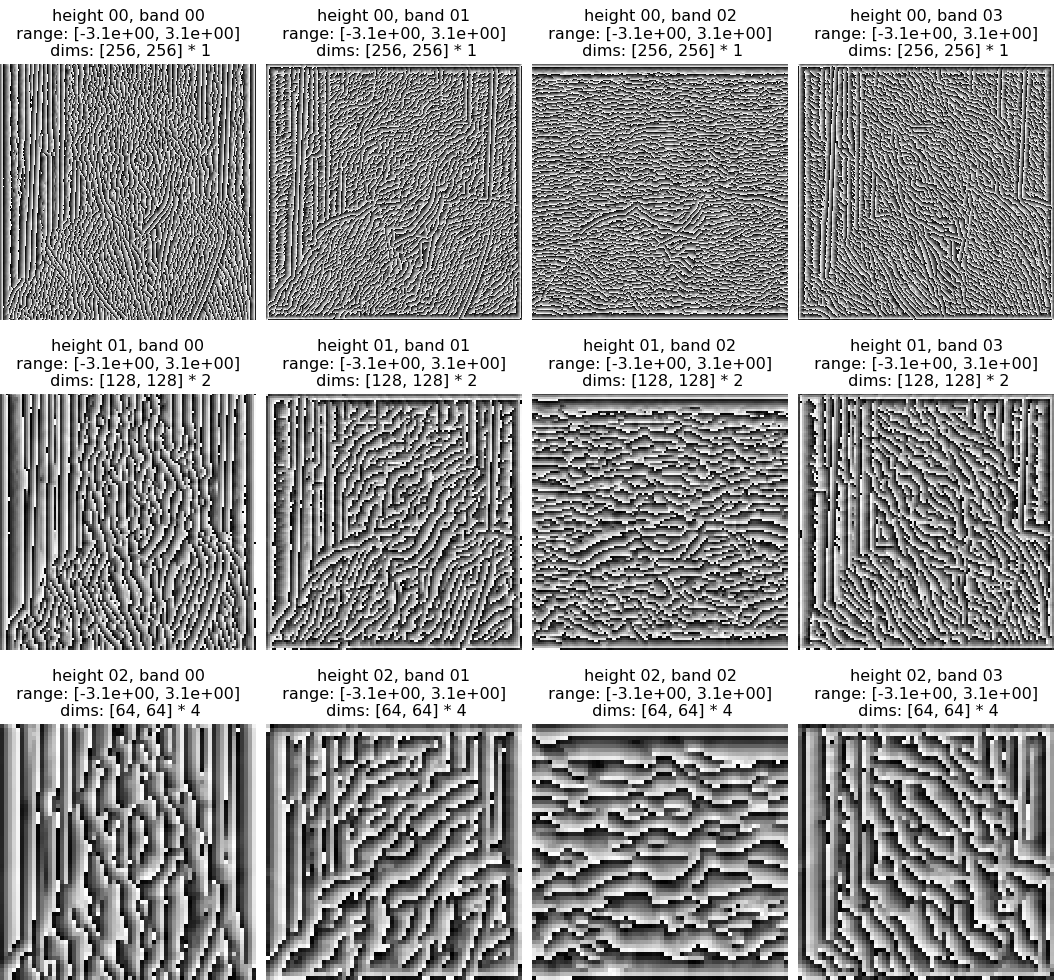 height 00, band 00
range: [-3.1e+00, 3.1e+00]
dims: [256, 256] * 1
height 00, band 01
range: [-3.1e+00, 3.1e+00]
dims: [256, 256] * 1
height 00, band 02
range: [-3.1e+00, 3.1e+00]
dims: [256, 256] * 1
height 00, band 03
range: [-3.1e+00, 3.1e+00]
dims: [256, 256] * 1
height 01, band 00
range: [-3.1e+00, 3.1e+00]
dims: [128, 128] * 2
height 01, band 01
range: [-3.1e+00, 3.1e+00]
dims: [128, 128] * 2
height 01, band 02
range: [-3.1e+00, 3.1e+00]
dims: [128, 128] * 2
height 01, band 03
range: [-3.1e+00, 3.1e+00]
dims: [128, 128] * 2
height 02, band 00
range: [-3.1e+00, 3.1e+00]
dims: [64, 64] * 4
height 02, band 01
range: [-3.1e+00, 3.1e+00]
dims: [64, 64] * 4
height 02, band 02
range: [-3.1e+00, 3.1e+00]
dims: [64, 64] * 4
height 02, band 03
range: [-3.1e+00, 3.1e+00]
dims: [64, 64] * 4